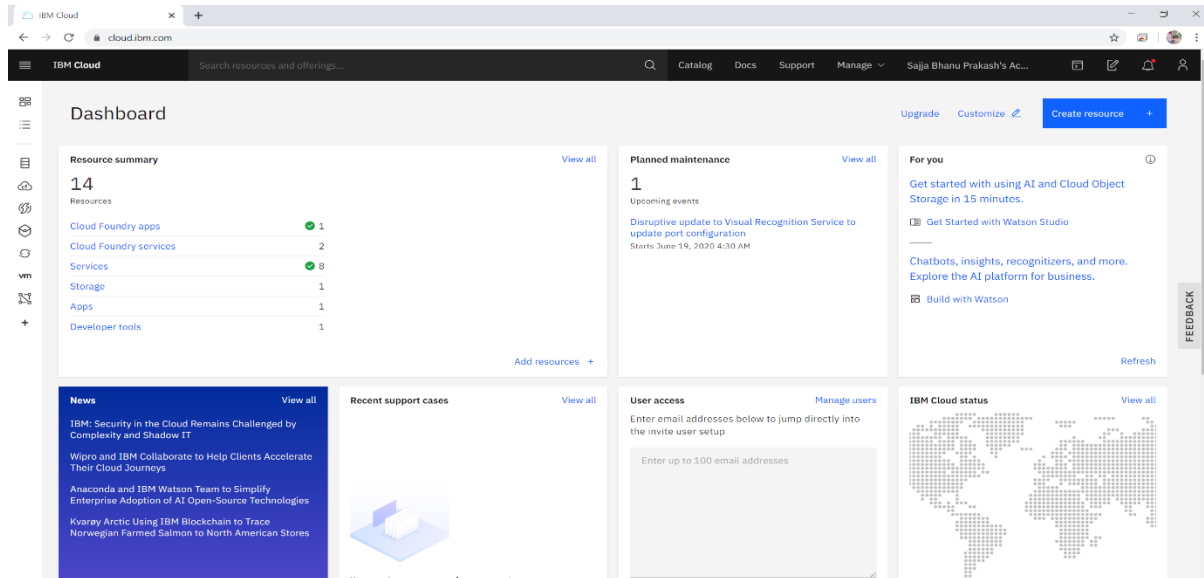 IBM Cloud
cloud.ibm.com
IBM Cloud
Search resources and offerings...
Catalog
Docs
Support
Manage
Sajja Bhanu Prakash's Ac...
Dashboard
Upgrade
Customize
Create resource +
Resource summary
View all
14
Resources
Cloud Foundry apps 1
Cloud Foundry services 2
Services 8
Storage 1
Apps 1
Developer tools 1
Add resources +
Planned maintenance
View all
1
Upcoming events
Disruptive update to Visual Recognition Service to
update port configuration
Starts June 19, 2020 4:30 AM
For you
Get started with using AI and Cloud Object
Storage in 15 minutes.
Get Started with Watson Studio
Chatbots, insights, recognitizers, and more.
Explore the AI platform for business.
Build with Watson
Refresh
FEEDBACK
vm
News
View all
IBM: Security in the Cloud Remains Challenged by
Complexity and Shadow IT
Wipro and IBM Collaborate to Help Clients Accelerate
Their Cloud Journeys
Anaconda and IBM Watson Team to Simplify
Enterprise Adoption of AI Open-Source Technologies
Kvarøy Arctic Using IBM Blockchain to Trace
Norwegian Farmed Salmon to North American Stores
Recent support cases
View all
User access
Manage users
Enter email addresses below to jump directly into
the invite user setup
Enter up to 100 email addresses
IBM Cloud status
View all